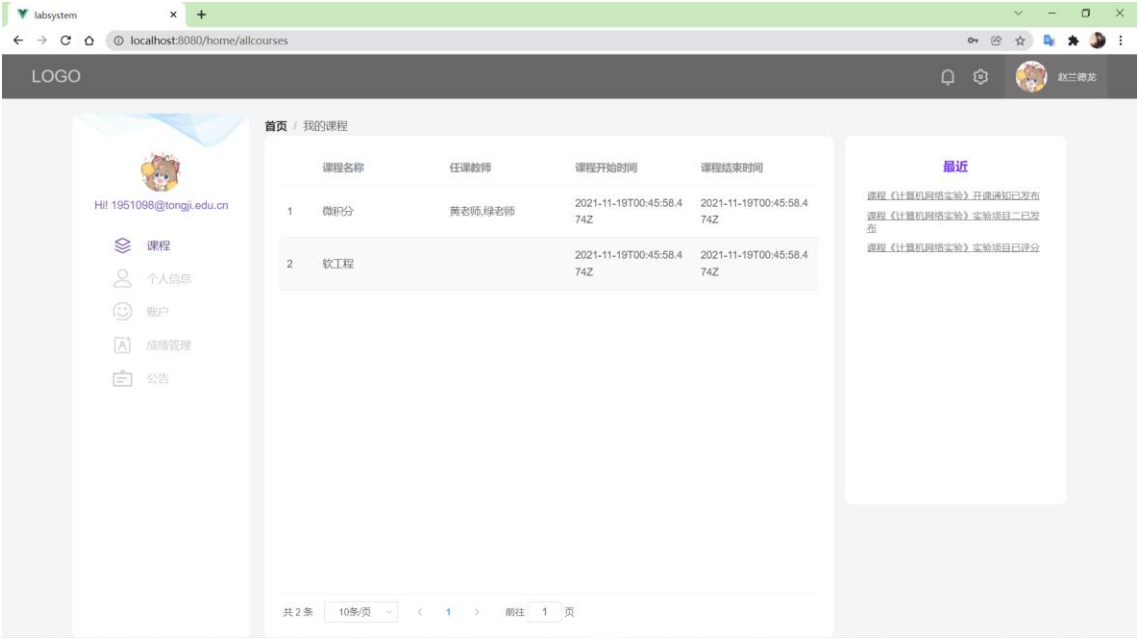 labsystem
localhost:8080/home/allcourses
LOGO
赵兰德龙
Hi! 1951098@tongji.edu.cn
课程
个人信息
账户
成绩管理
公告
首页 / 我的课程
课程名称 任课教师 课程开始时间 课程结束时间
1 微积分 黄老师,绿老师 2021-11-19T00:45:58.4 2021-11-19T00:45:58.4
74Z 74Z
2 软工程 2021-11-19T00:45:58.4 2021-11-19T00:45:58.4
74Z 74Z
共 2 条 10条/页 1 前往 1 页
最近
课程《计算机网络实验》开课通知已发布
课程《计算机网络实验》实验项目二已发
布
课程《计算机网络实验》实验项目已评分